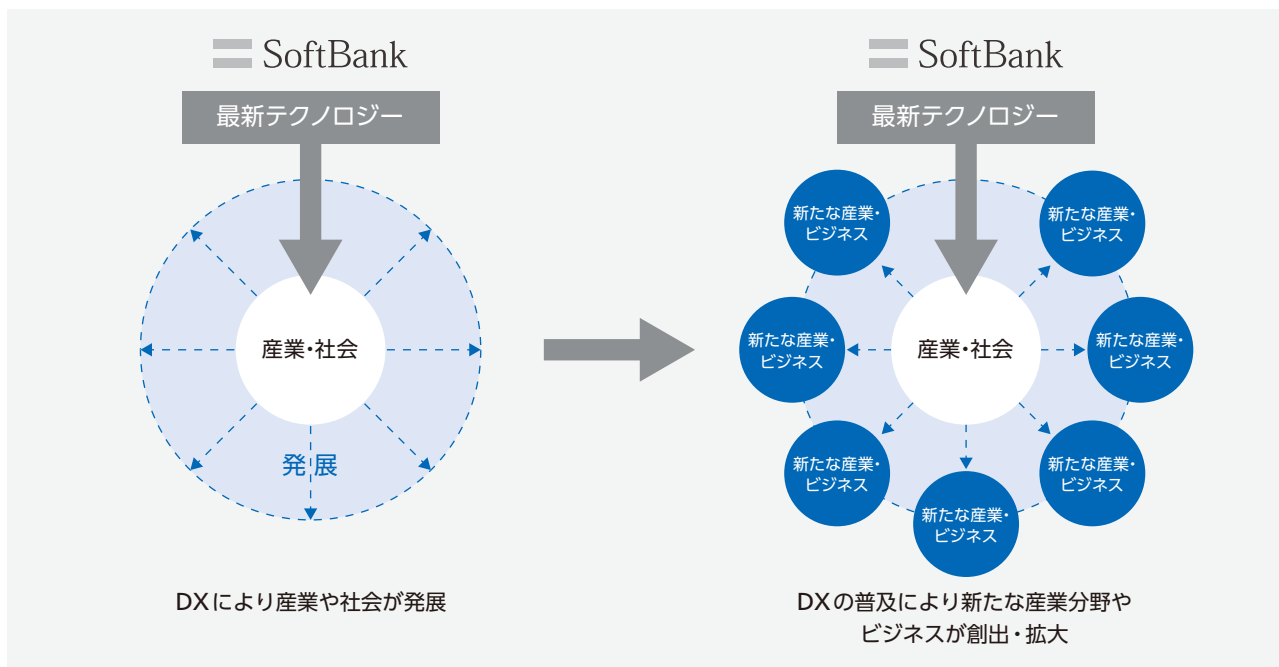 SoftBank
最新テクノロジー
産業・社会
発展
DXにより産業や社会が発展
SoftBank
最新テクノロジー
新たな産業・
ビジネス
新たな産業・
ビジネス
新たな産業・
ビジネス
産業・社会
新たな産業・
ビジネス
新たな産業・
ビジネス
新たな産業・
ビジネス
新たな産業・
ビジネス
DXの普及により新たな産業分野や
ビジネスが創出・拡大